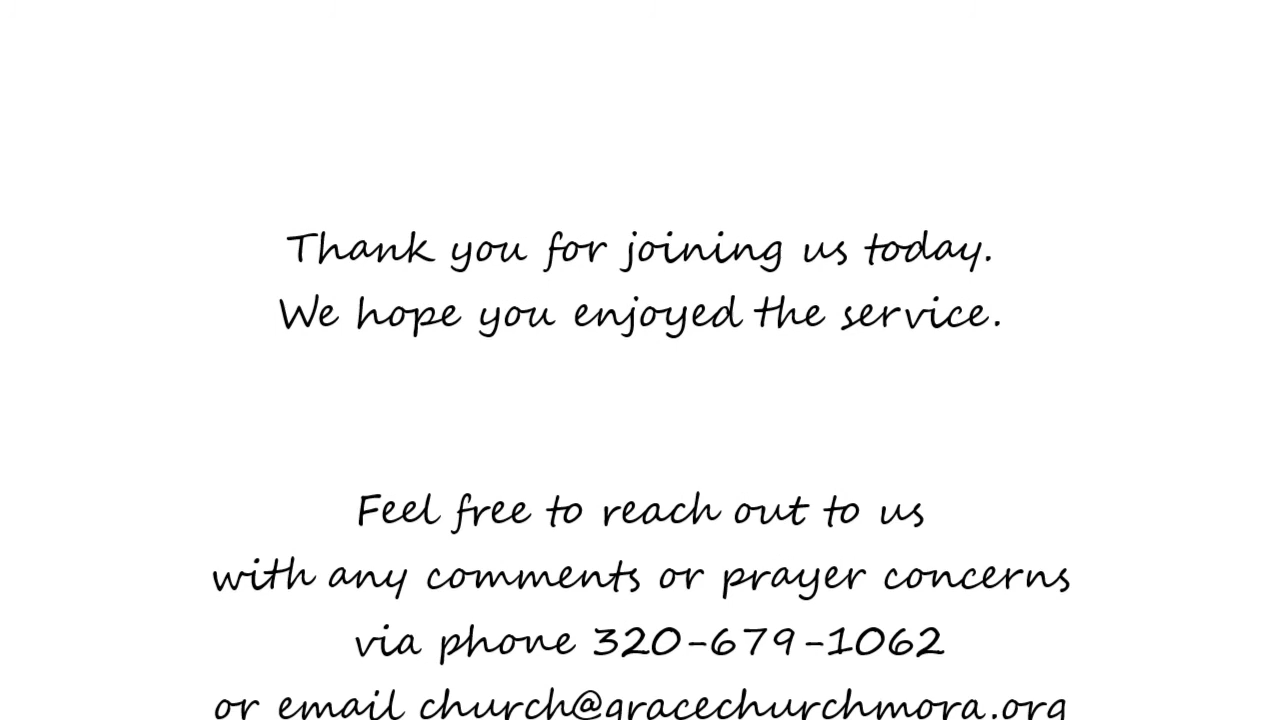 Thank you for joining us today.
We hope you enjoyed the service.
Feel free to reach out to us
with any comments or prayer concerns
via phone 320-679-1062
or email church@gracechurchmora.org